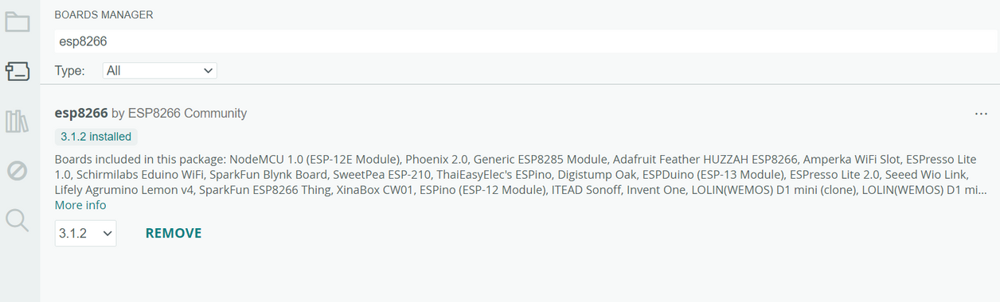 BOARDS MANAGER
esp8266
Type: All
esp8266 by ESP8266 Community
3.1.2 installed
Boards included in this package: NodeMCU 1.0 (ESP-12E Module), Phoenix 2.0, Generic ESP8285 Module, Adafruit Feather HUZZAH ESP8266, Amperka WiFi Slot, ESPresso Lite
1.0, Schirmilabs Eduino WiFi, SparkFun Blynk Board, SweetPea ESP-210, ThaiEasyElec's ESPino, Digistump Oak, ESPDuino (ESP-13 Module), ESPresso Lite 2.0, Seeed Wio Link,
Lifely Agrumino Lemon v4, SparkFun ESP8266 Thing, XinaBox CW01, ESPino (ESP-12 Module), ITEAD Sonoff, Invent One, LOLIN(WEMOS) D1 mini (clone), LOLIN(WEMOS) D1 mi...
More info
3.1.2 REMOVE